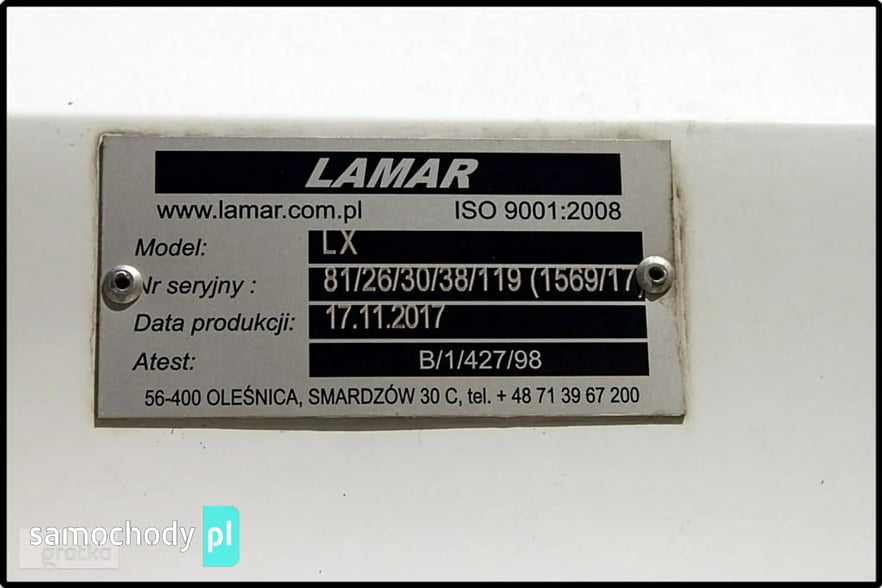 LAMAR
www.lamar.com.pl ISO 9001:2008
Model: LX
Nr seryjny : 81/26/30/38/119 (1569/17)
Data produkcji: 17.11.2017
Atest: B/1/427/98
56-400 OLEŚNICA, SMARDZÓW 30 C, tel. + 48 71 39 67 200
samochody pl
gratka